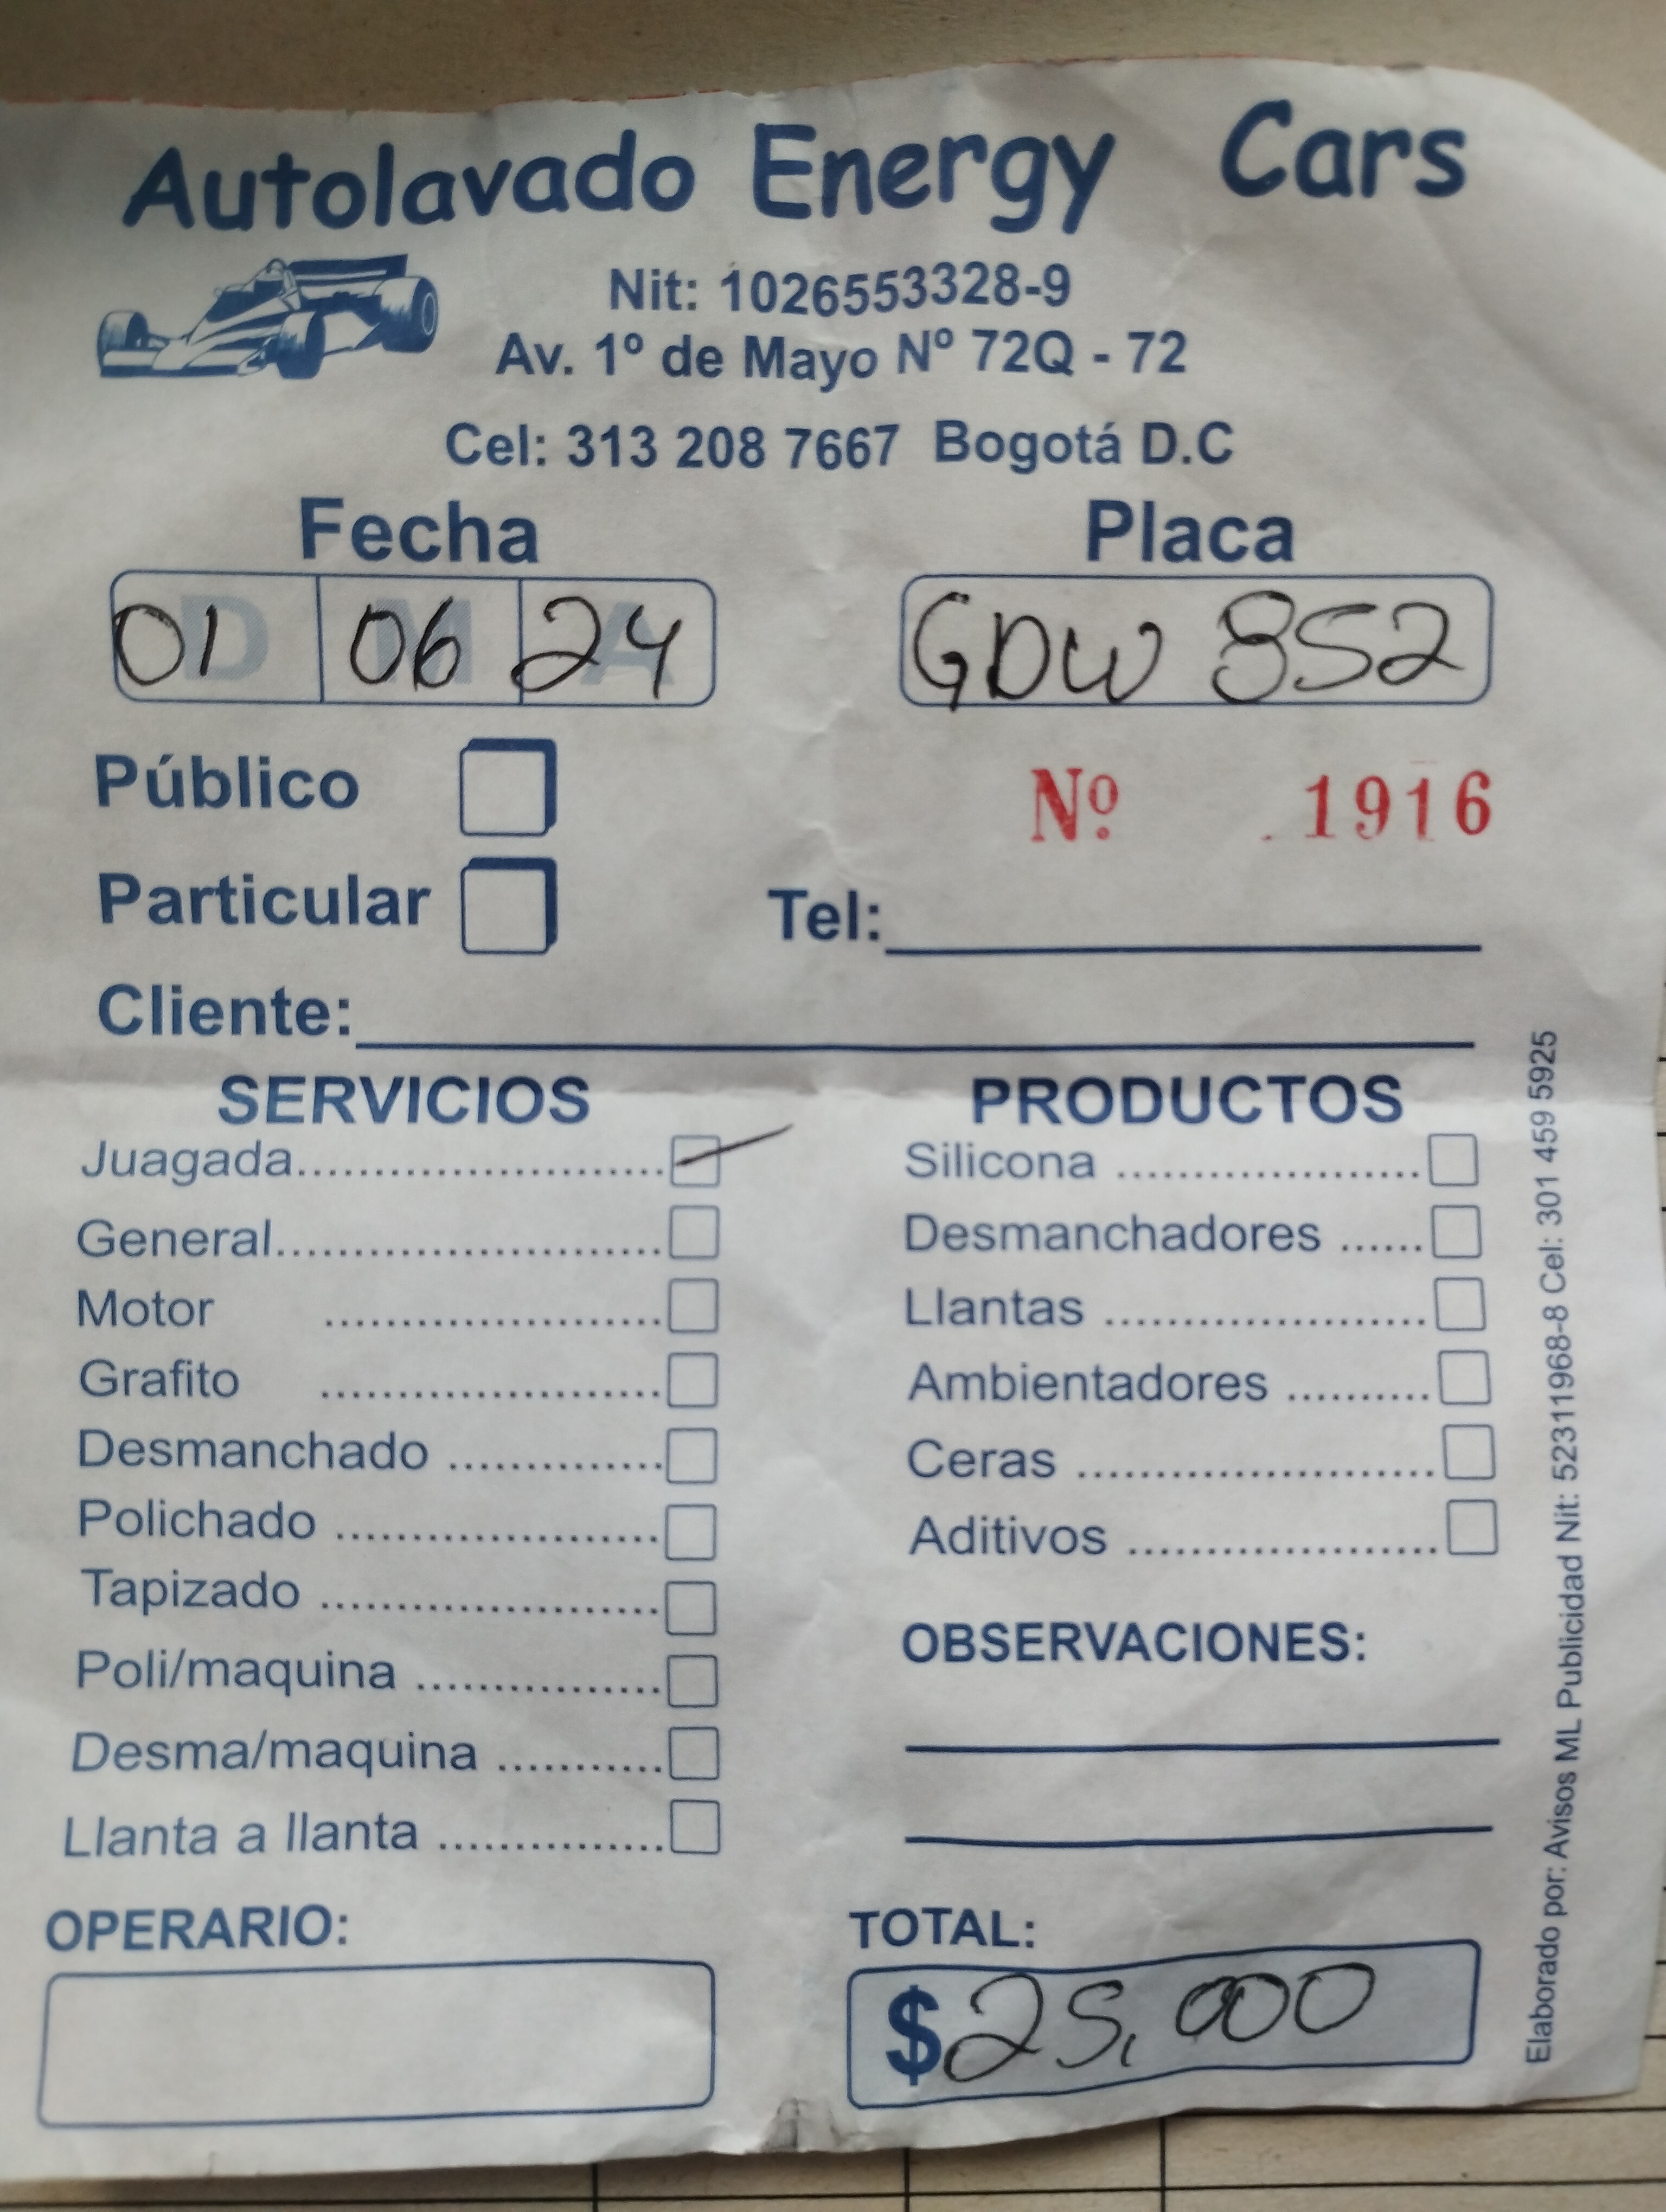 Autolavado Energy Cars
Nit: 1026553328-9
Av. 1º de Mayo Nº 72Q - 72
Cel: 313 208 7667 Bogotá D.C
Fecha
Placa
D M A
01 06 24
GDW 852
Público
Nº 1916
Particular
Tel:
Cliente:
SERVICIOS
Juagada
General
Motor
Grafito
Desmanchado
Polichado
Tapizado
Poli/maquina
Desma/maquina
Llanta a llanta
PRODUCTOS
Silicona
Desmanchadores
Llantas
Ambientadores
Ceras
Aditivos
OBSERVACIONES:
OPERARIO:
TOTAL:
$25,000
Elaborado por: Avisos ML Publicidad Nit: 52311968-8 Cel: 301 459 5925